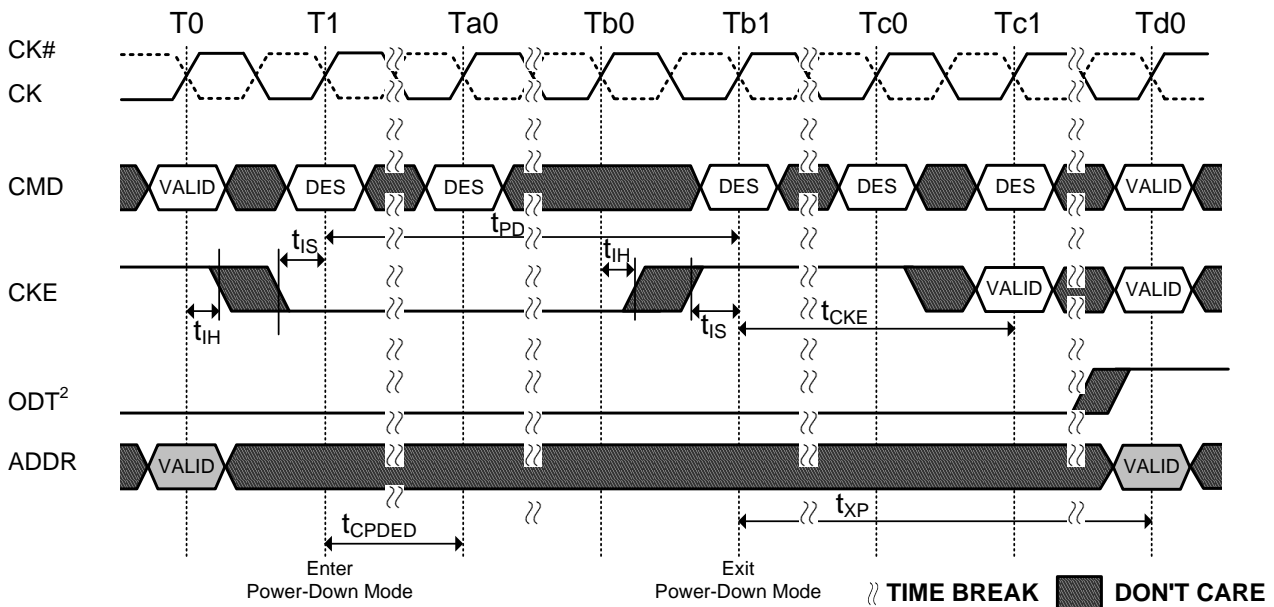 T0 T1 Ta0 Tb0 Tb1 Tc0 Tc1 Td0
CK#
CK
CMD VALID DES DES DES DES DES VALID
tPD
tIS tIH
CKE VALID VALID
tIH tIS tCKE
ODT²
ADDR VALID VALID
tCPDED tXP
Enter
Power-Down Mode
Exit
Power-Down Mode
TIME BREAK DON'T CARE